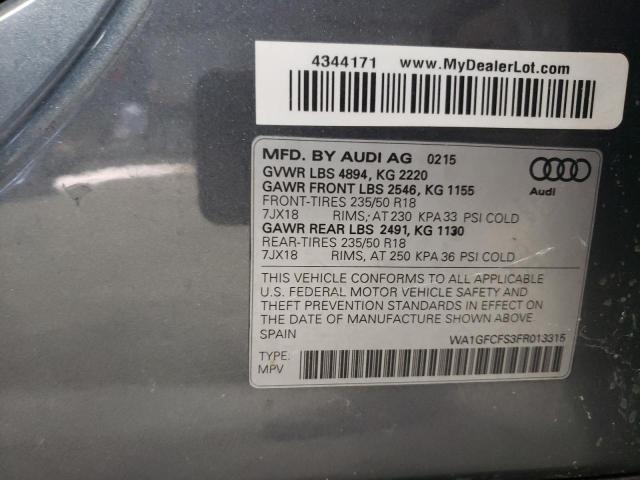 4344171 www.MyDealerLot.com
MFD. BY AUDI AG 0215
GVWR LBS 4894, KG 2220
GAWR FRONT LBS 2546, KG 1155
FRONT-TIRES 235/50 R18
7JX18 RIMS, AT 230 KPA 33 PSI COLD
GAWR REAR LBS 2491, KG 1130
REAR-TIRES 235/50 R18
7JX18 RIMS, AT 250 KPA 36 PSI COLD
Audi
THIS VEHICLE CONFORMS TO ALL APPLICABLE
U.S. FEDERAL MOTOR VEHICLE SAFETY AND
THEFT PREVENTION STANDARDS IN EFFECT ON
THE DATE OF MANUFACTURE SHOWN ABOVE
SPAIN
WA1GFCFS3FR013315
TYPE:
MPV